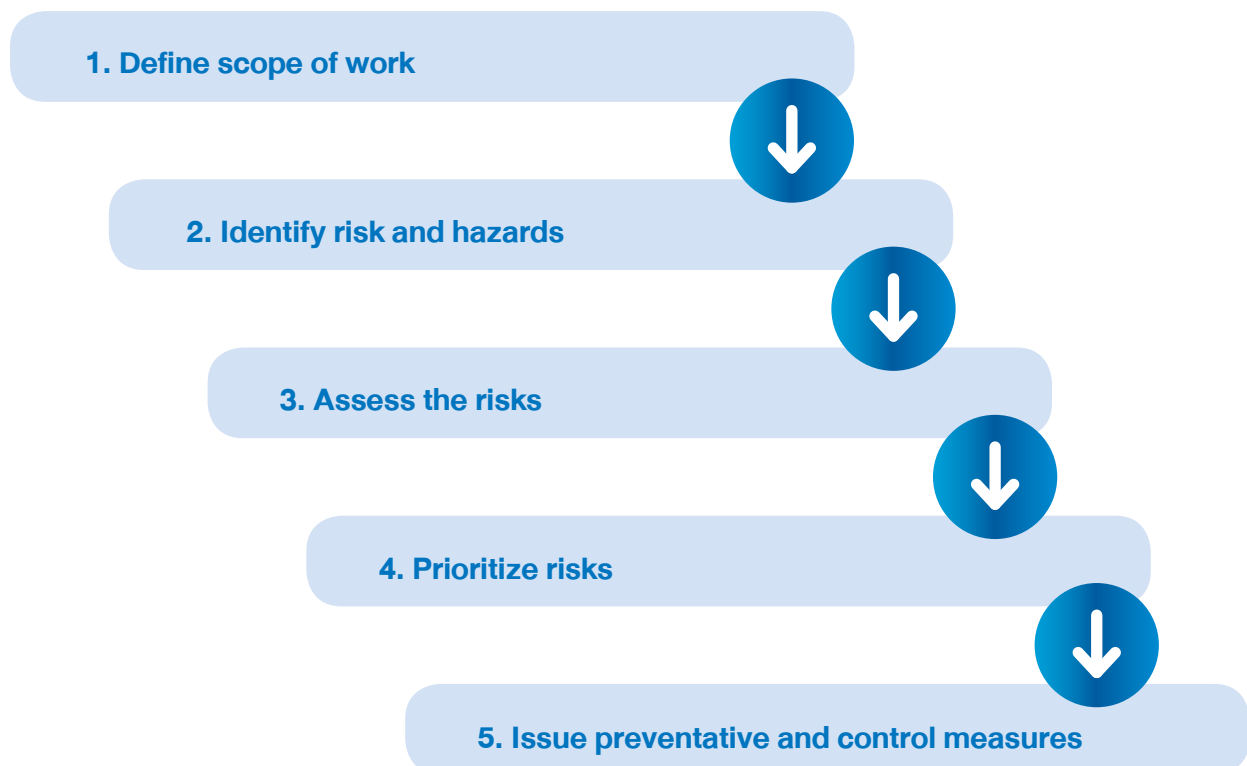 1. Define scope of work
2. Identify risk and hazards
3. Assess the risks
4. Prioritize risks
5. Issue preventative and control measures